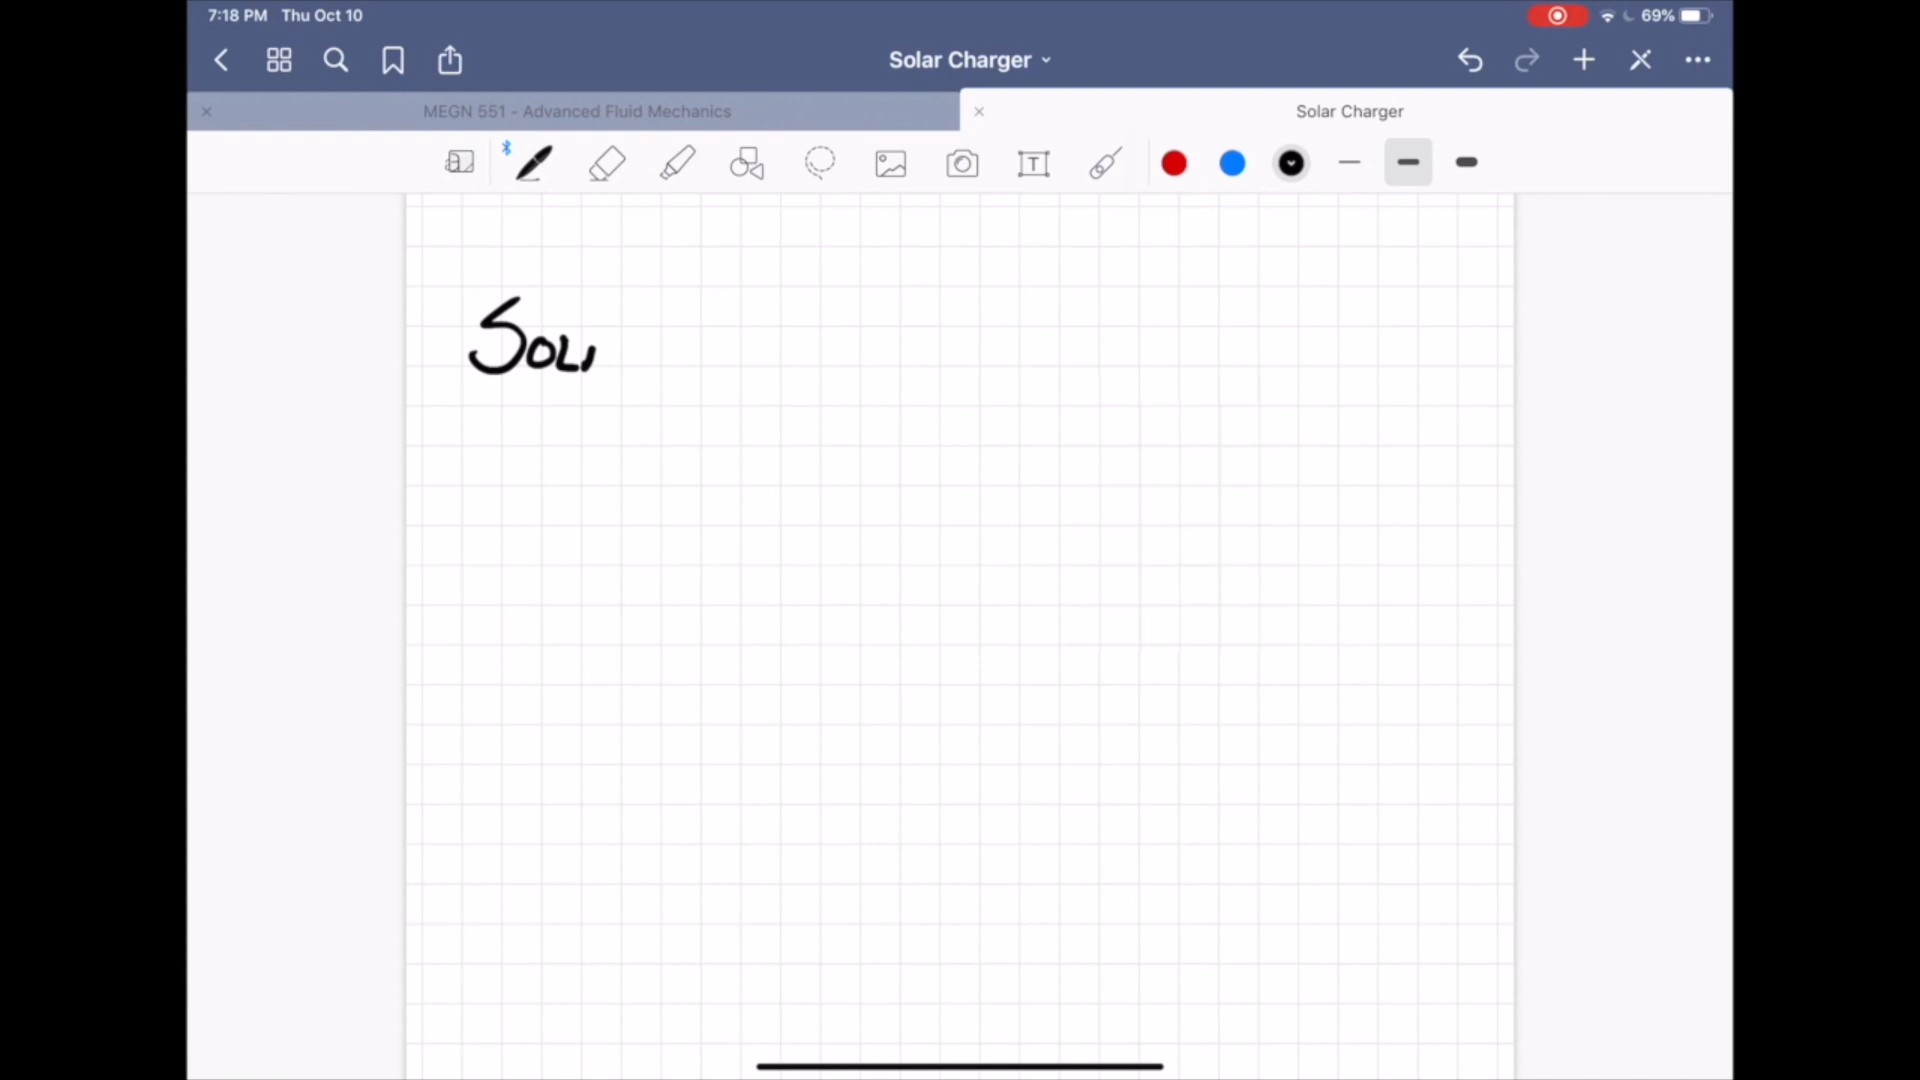 7:18 PM Thu Oct 10 69%
Solar Charger
MEGN 551 - Advanced Fluid Mechanics Solar Charger
SOL